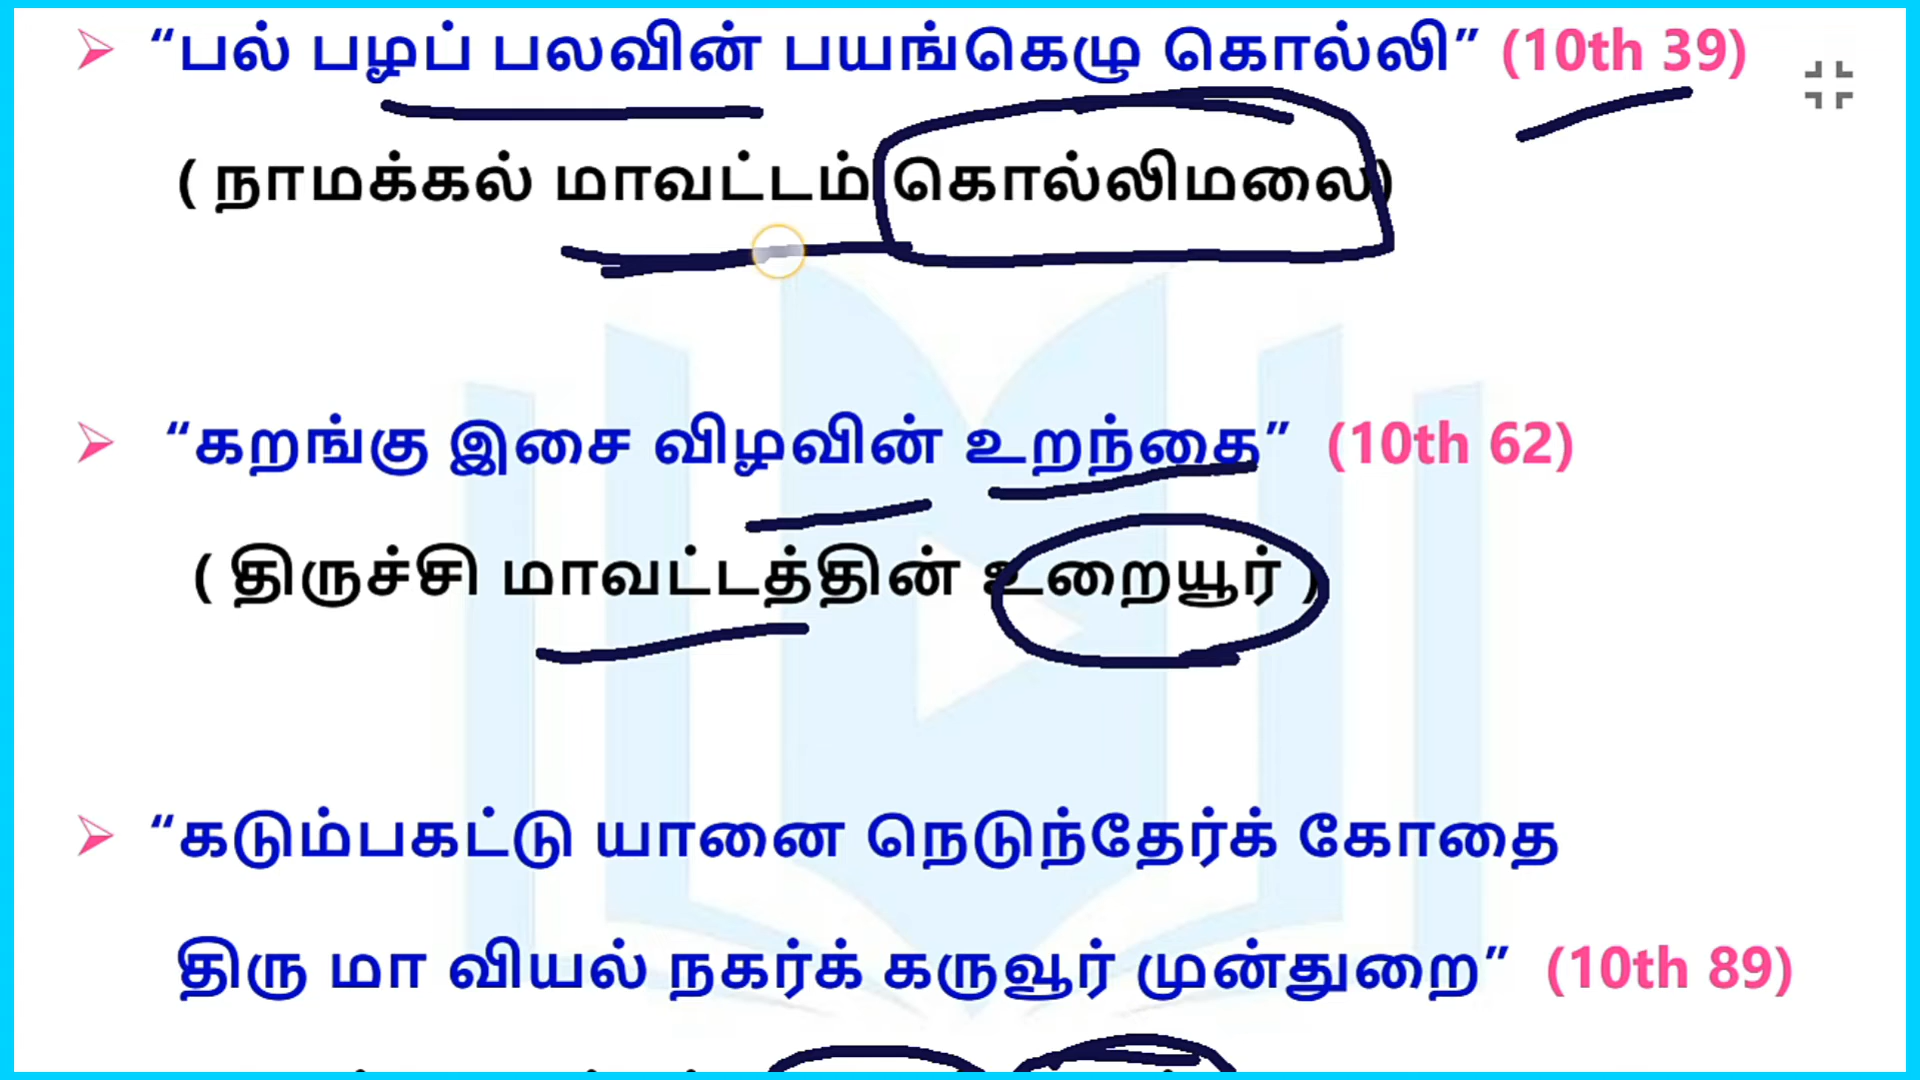 “பல் பழப் பலவின் பயங்கெழு கொல்லி” (10th 39)
( நாமக்கல் மாவட்டம் கொல்லிமலை)
“கறங்கு இசை விழவின் உறந்தை” (10th 62)
( திருச்சி மாவட்டத்தின் உறையூர் )
“கடும்பகட்டு யானை நெடுந்தேர்க் கோதை
திரு மா வியல் நகர்க் கருவூர் முன்துறை” (10th 89)